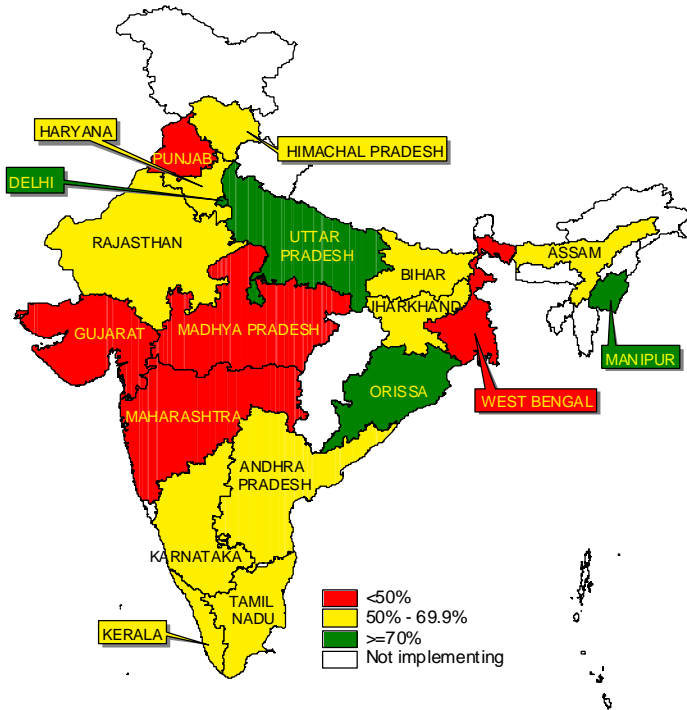 HARYANA
PUNJAB
HIMACHAL PRADESH
DELHI
RAJASTHAN
UTTAR
PRADESH
BIHAR
ASSAM
JHARKHAND
GUJARAT
MADHYA PRADESH
MANIPUR
ORISSA
WEST BENGAL
MAHARASHTRA
ANDHRA
PRADESH
KARNATAKA
TAMIL
NADU
KERALA
<50%
50% - 69.9%
>=70%
Not implementing